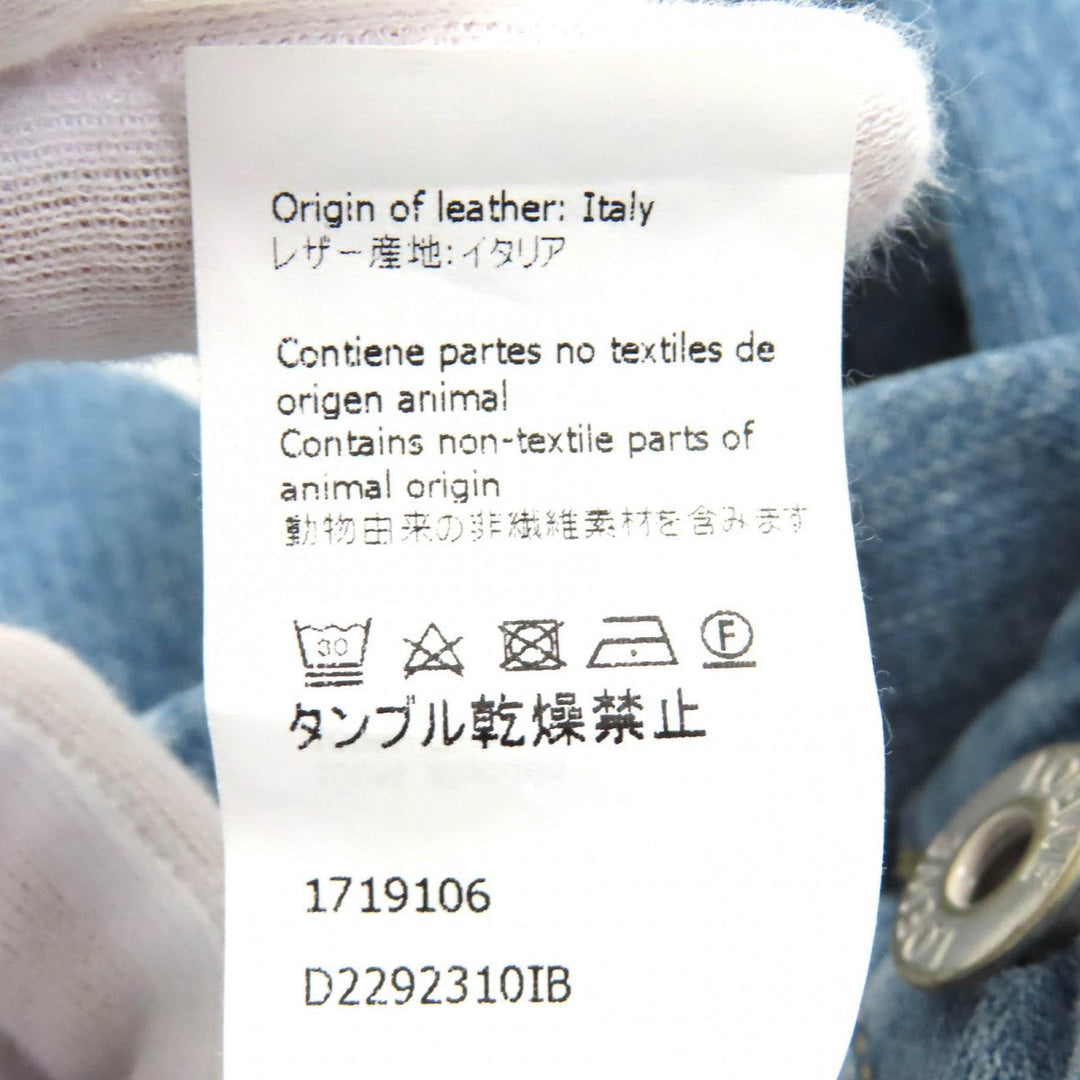 Origin of leather: Italy
レザー産地:イタリア
Contiene partes no textiles de
origen animal
Contains non-textile parts of
animal origin
動物由来の非繊維素材を含みます
30
F
タンブル乾燥禁止
1719106
D2292310IB